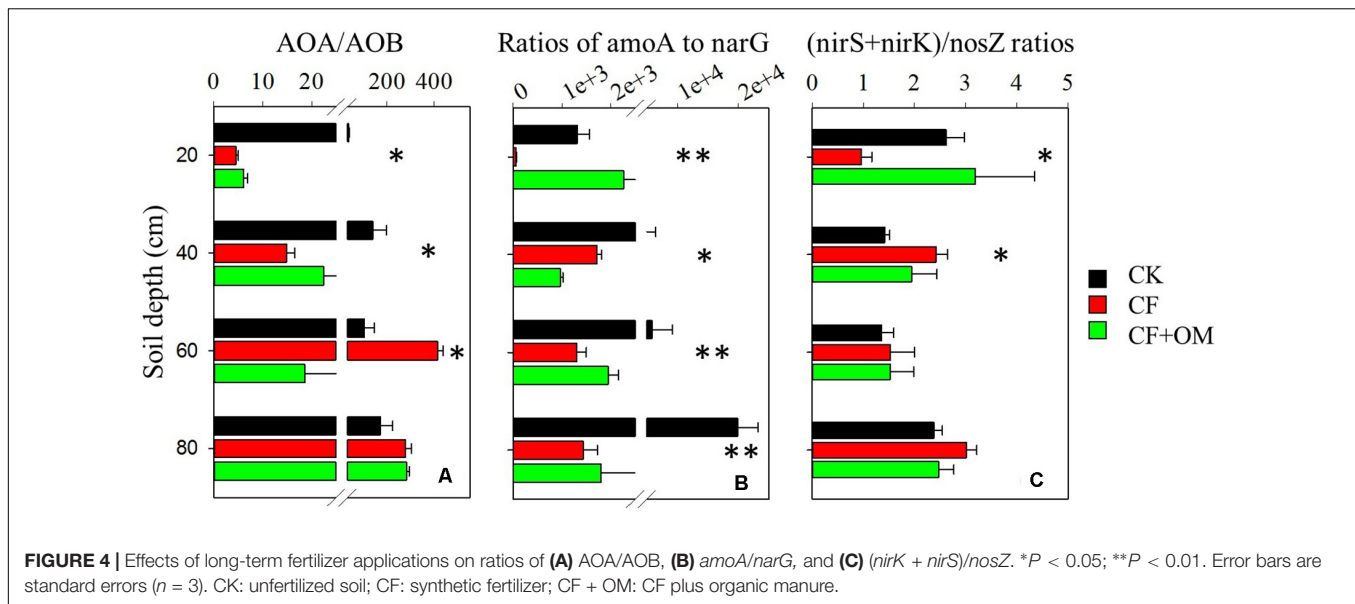 AOA/AOB
Ratios of amoA to narG
(nirS+nirK)/nosZ ratios
0 10 20 200 400
0 1e+3 2e+3 1e+4 2e+4
0 1 2 3 4 5
Soil depth (cm)
20
40
60
80
*
*
*
**
*
**
**
*
*
A
B
C
CK
CF
CF+OM
FIGURE 4 | Effects of long-term fertilizer applications on ratios of (A) AOA/AOB, (B) amoA/narG, and (C) (nirK + nirS)/nosZ. *P < 0.05; **P < 0.01. Error bars are
standard errors (n = 3). CK: unfertilized soil; CF: synthetic fertilizer; CF + OM: CF plus organic manure.